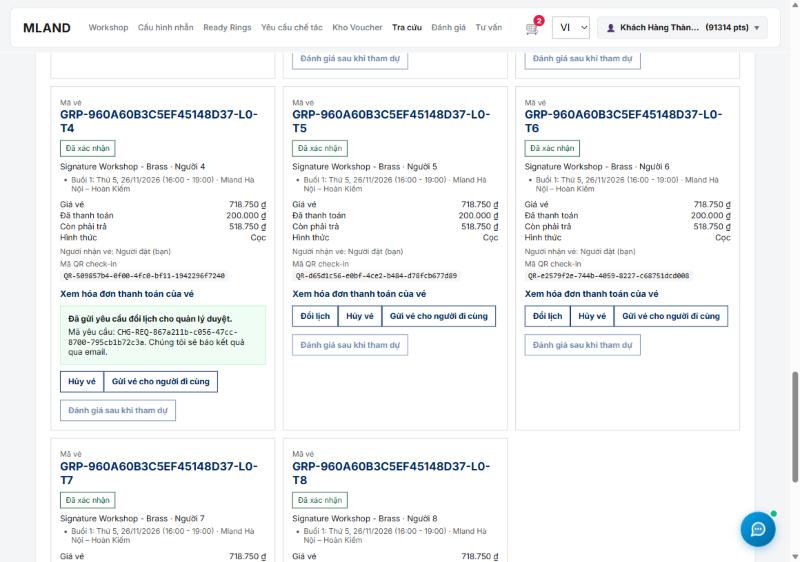 MLAND
Workshop Cấu hình nhẫn Ready Rings Yêu cầu chế tác Kho Voucher Tra cứu Đánh giá Tư vấn
2
VI
Khách Hàng Thàn... (91314 pts)
Đánh giá sau khi tham dự
Đánh giá sau khi tham dự
Mã vé
GRP-960A60B3C5EF45148D37-L0-
T4
Đã xác nhận
Signature Workshop - Brass · Người 4
• Buổi 1: Thứ 5, 26/11/2026 (16:00 - 19:00) · Mland Hà
Nội – Hoàn Kiếm
Giá vé 718.750 ₫
Đã thanh toán 200.000 ₫
Còn phải trả 518.750 ₫
Hình thức Cọc
Người nhận vé: Người đặt (bạn)
Mã QR check-in
QR-509857b4-0f00-4fc0-bf11-1942296f7240
Xem hóa đơn thanh toán của vé
Đã gửi yêu cầu đổi lịch cho quản lý duyệt.
Mã yêu cầu: CHG-REQ-867a211b-c056-47cc-
8700-795cb1b72c3a. Chúng tôi sẽ báo kết quả
qua email.
Hủy vé Gửi vé cho người đi cùng
Đánh giá sau khi tham dự
Mã vé
GRP-960A60B3C5EF45148D37-L0-
T5
Đã xác nhận
Signature Workshop - Brass · Người 5
• Buổi 1: Thứ 5, 26/11/2026 (16:00 - 19:00) · Mland Hà
Nội – Hoàn Kiếm
Giá vé 718.750 ₫
Đã thanh toán 200.000 ₫
Còn phải trả 518.750 ₫
Hình thức Cọc
Người nhận vé: Người đặt (bạn)
Mã QR check-in
QR-d65d1c56-e0bf-4ce2-b484-d78fcb677d89
Xem hóa đơn thanh toán của vé
Đổi lịch Hủy vé Gửi vé cho người đi cùng
Đánh giá sau khi tham dự
Mã vé
GRP-960A60B3C5EF45148D37-L0-
T6
Đã xác nhận
Signature Workshop - Brass · Người 6
• Buổi 1: Thứ 5, 26/11/2026 (16:00 - 19:00) · Mland Hà
Nội – Hoàn Kiếm
Giá vé 718.750 ₫
Đã thanh toán 200.000 ₫
Còn phải trả 518.750 ₫
Hình thức Cọc
Người nhận vé: Người đặt (bạn)
Mã QR check-in
QR-e2579f2e-744b-4059-8227-c68751dcd008
Xem hóa đơn thanh toán của vé
Đổi lịch Hủy vé Gửi vé cho người đi cùng
Đánh giá sau khi tham dự
Mã vé
GRP-960A60B3C5EF45148D37-L0-
T7
Đã xác nhận
Signature Workshop - Brass · Người 7
• Buổi 1: Thứ 5, 26/11/2026 (16:00 - 19:00) · Mland Hà
Nội – Hoàn Kiếm
Giá vé 718.750 ₫
Mã vé
GRP-960A60B3C5EF45148D37-L0-
T8
Đã xác nhận
Signature Workshop - Brass · Người 8
• Buổi 1: Thứ 5, 26/11/2026 (16:00 - 19:00) · Mland Hà
Nội – Hoàn Kiếm
Giá vé 718.750 ₫